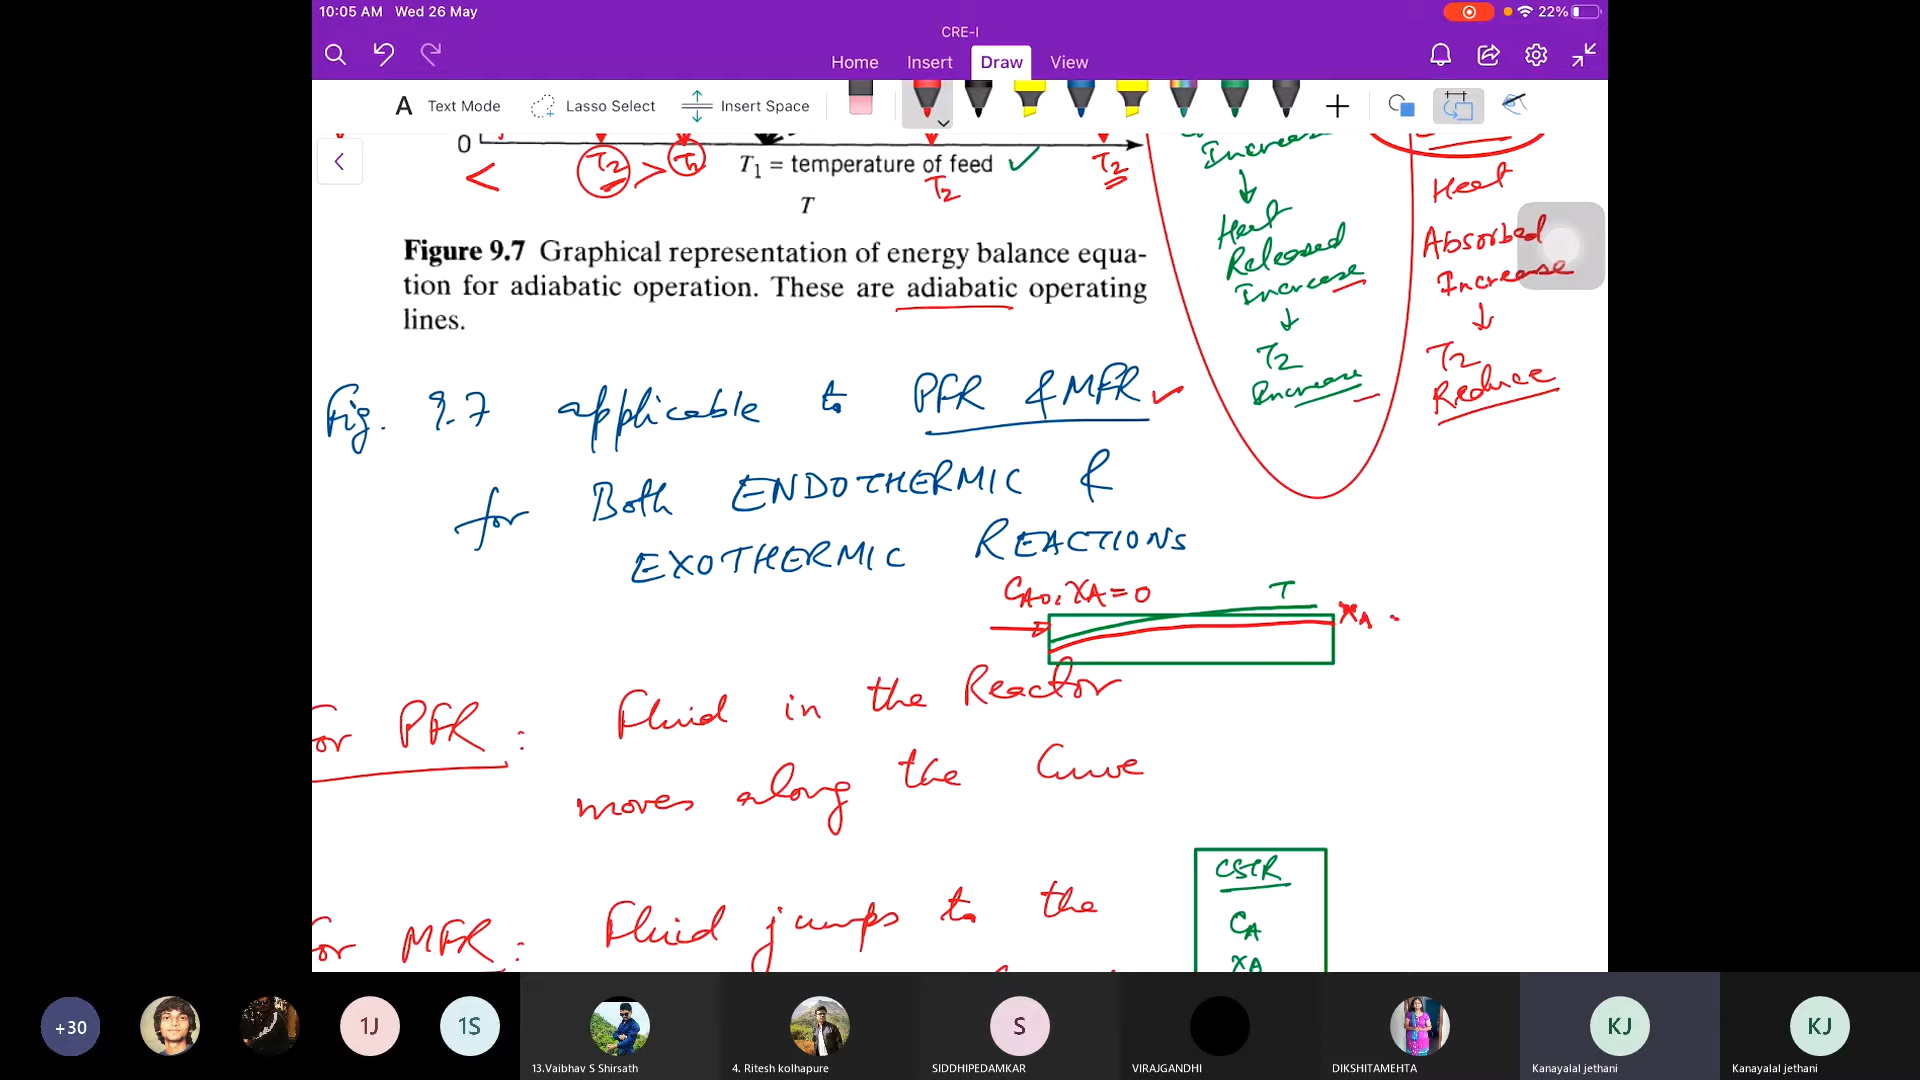 10:05 AM Wed 26 May
22%
CRE-I
Home Insert Draw View
A Text Mode Lasso Select Insert Space
0
< T2 > T1 T1 = temperature of feed ✓ T2
T2
T
Figure 9.7 Graphical representation of energy balance equa-
tion for adiabatic operation. These are adiabatic operating
lines.
Increase
↓
Heat
Released
Increase
↓
T2
Increase
Heat
Absorbed
Increase
↓
T2
Reduce
Fig. 9.7 applicable to PFR & MFR ✓
for Both ENDOTHERMIC &
EXOTHERMIC REACTIONS
CA0, XA = 0 T
XA
For PFR : Fluid in the Reactor
moves along the Curve
For MFR : Fluid jumps to the
CSTR
CA
XA
+30
1J
1S
S
KJ
KJ
13.Vaibhav S Shirsath
4. Ritesh kolhapure
SIDDHIPEDAMKAR
VIRAJGANDHI
DIKSHITAMEHTA
Kanayalal jethani
Kanayalal jethani